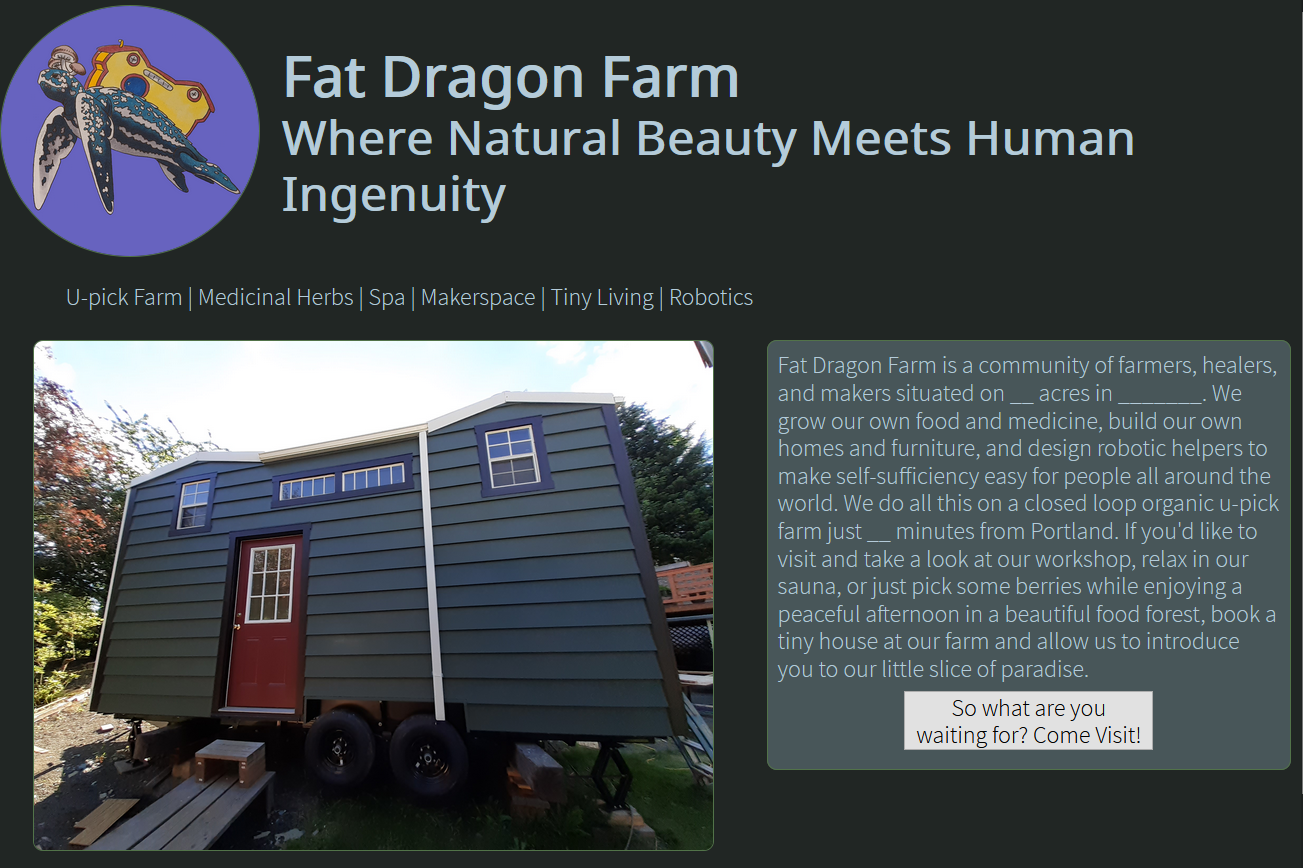 Fat Dragon Farm
Where Natural Beauty Meets Human
Ingenuity
U-pick Farm | Medicinal Herbs | Spa | Makerspace | Tiny Living | Robotics
Fat Dragon Farm is a community of farmers, healers,
and makers situated on __ acres in _______. We
grow our own food and medicine, build our own
homes and furniture, and design robotic helpers to
make self-sufficiency easy for people all around the
world. We do all this on a closed loop organic u-pick
farm just __ minutes from Portland. If you'd like to
visit and take a look at our workshop, relax in our
sauna, or just pick some berries while enjoying a
peaceful afternoon in a beautiful food forest, book a
tiny house at our farm and allow us to introduce
you to our little slice of paradise.
So what are you
waiting for? Come Visit!